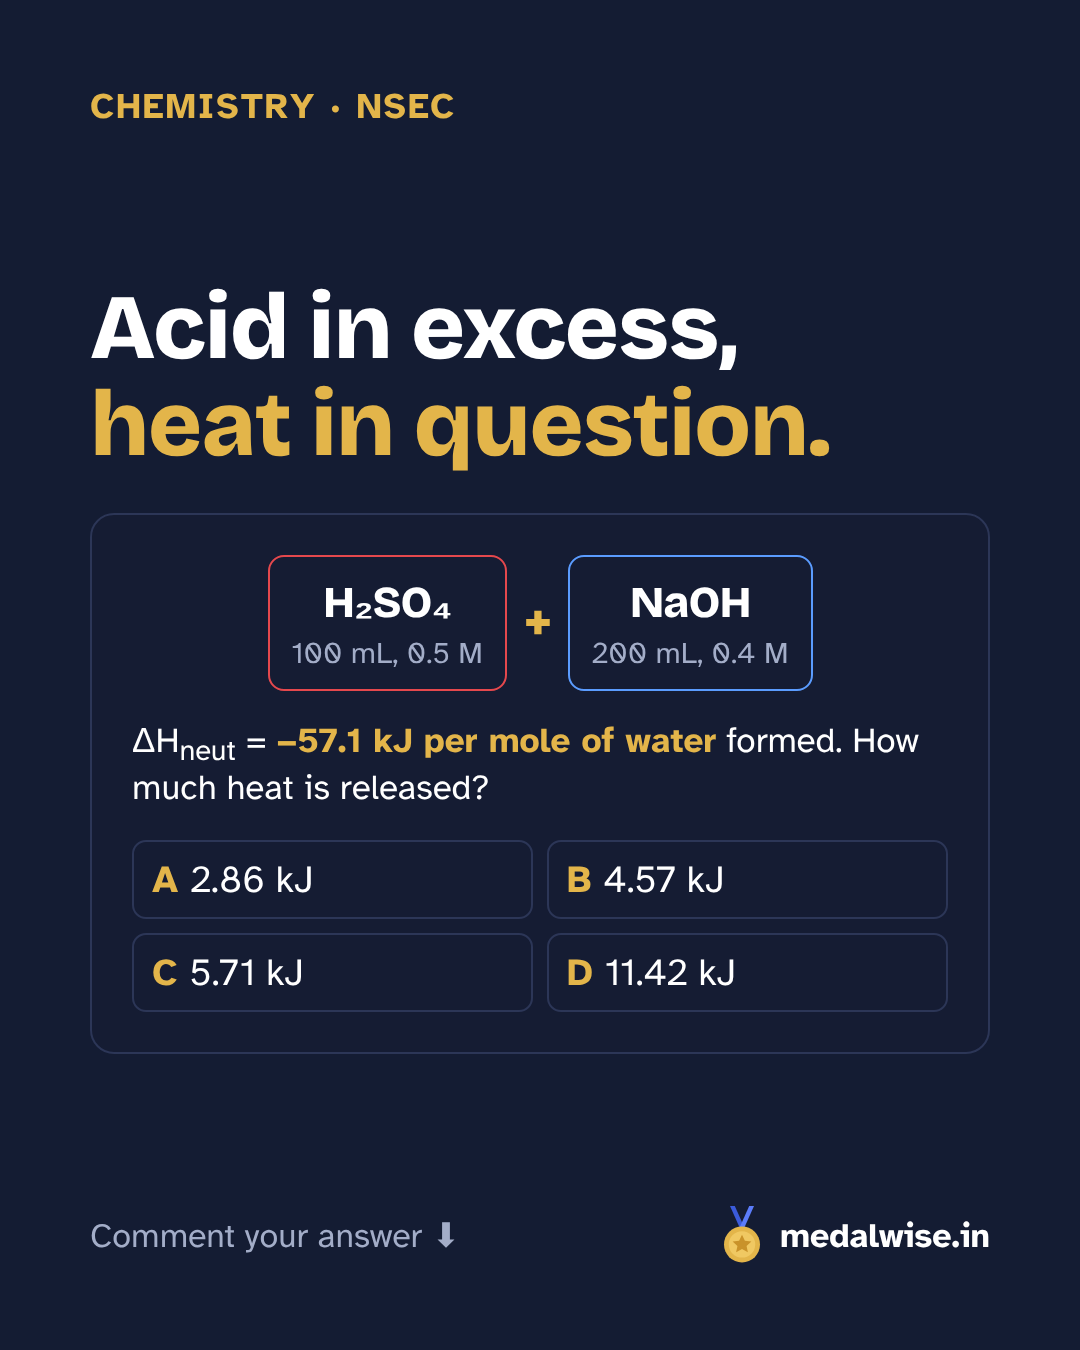 CHEMISTRY · NSEC
Acid in excess,
heat in question.
H₂SO₄
100 mL, 0.5 M
+
NaOH
200 mL, 0.4 M
ΔHneut = −57.1 kJ per mole of water formed. How
much heat is released?
A 2.86 kJ
B 4.57 kJ
C 5.71 kJ
D 11.42 kJ
Comment your answer ⬇
medalwise.in